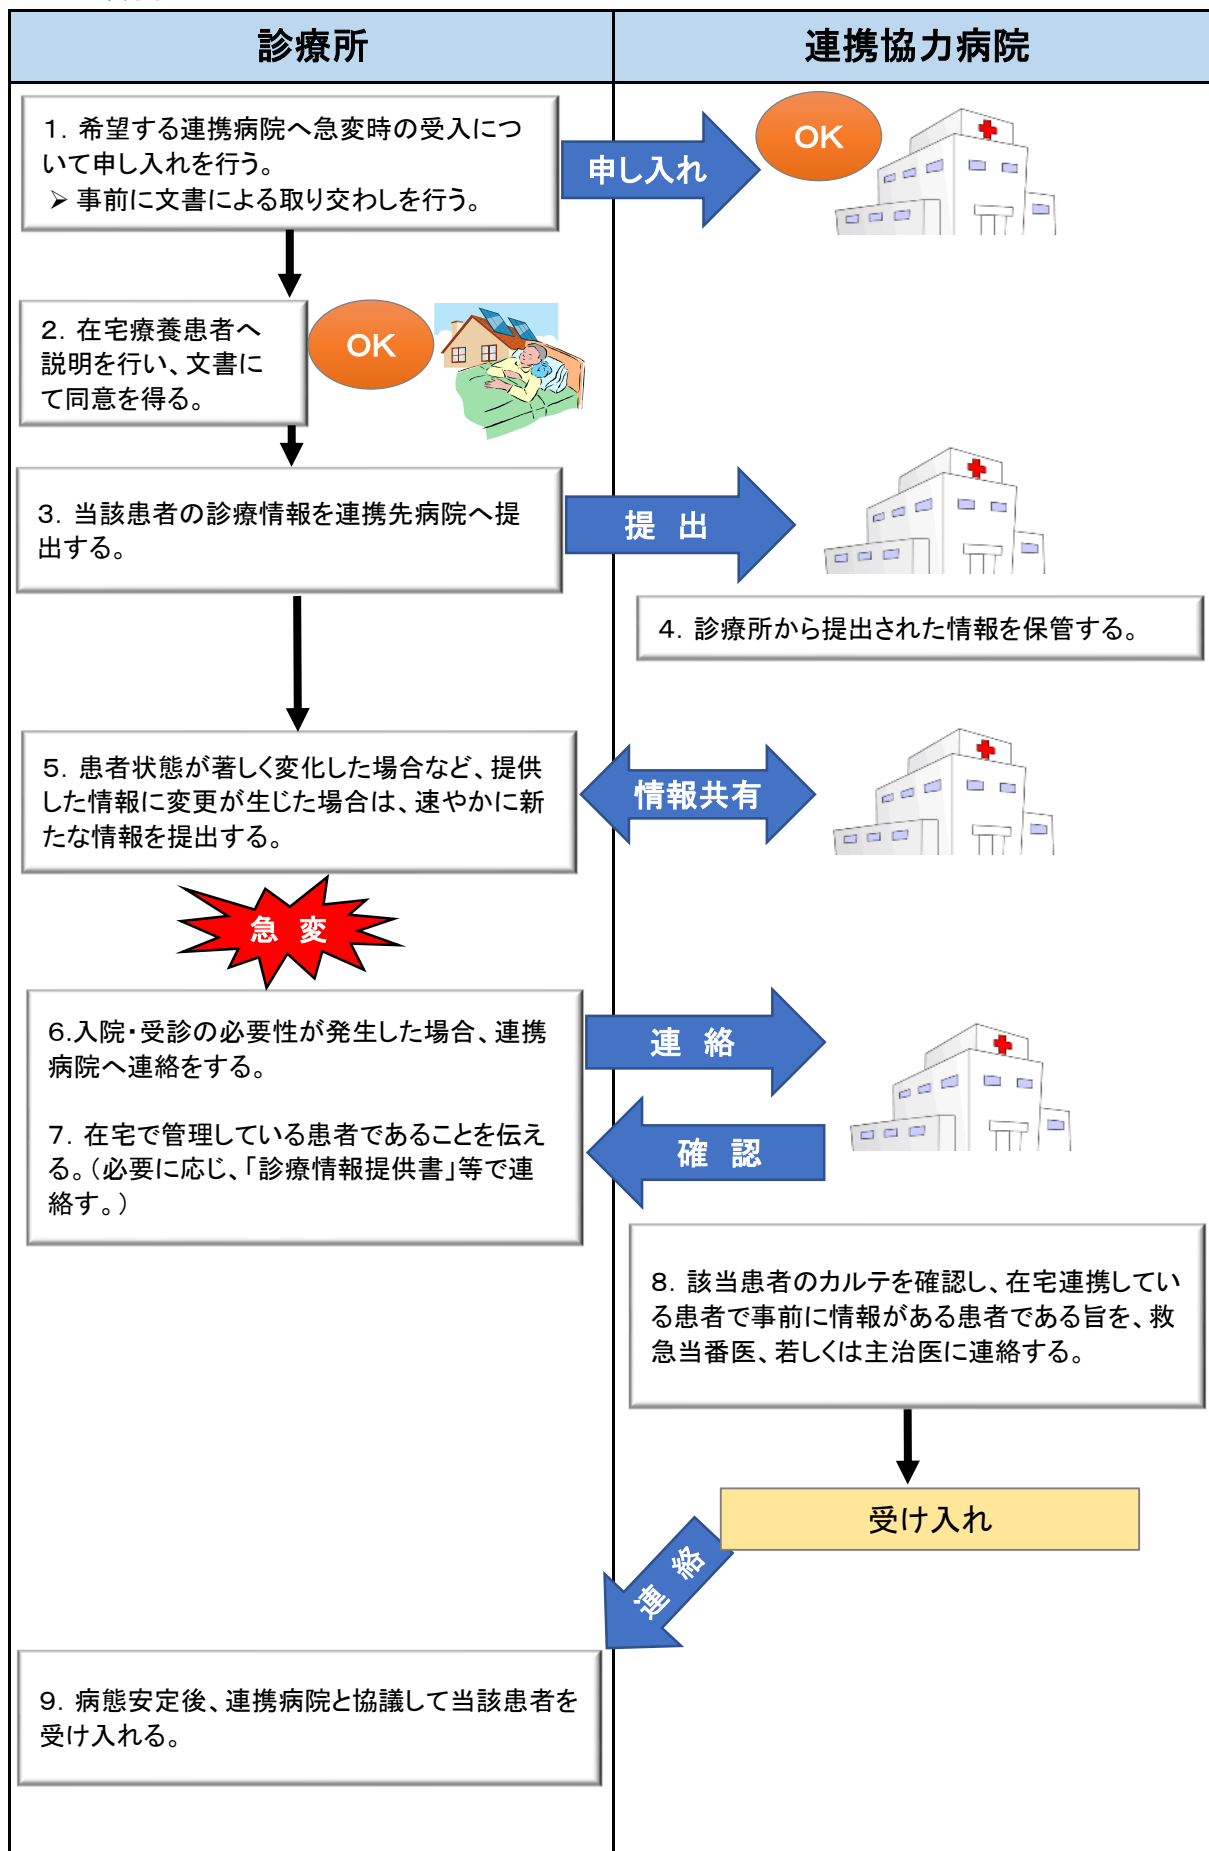 診療所
連携協力病院
1．希望する連携病院へ急変時の受入につ
いて申し入れを行う。
➢ 事前に文書による取り交わしを行う。
申し入れ
OK
2．在宅療養患者へ
説明を行い、文書に
て同意を得る。
OK
3．当該患者の診療情報を連携先病院へ提
出する。
提 出
4．診療所から提出された情報を保管する。
5．患者状態が著しく変化した場合など、提供
した情報に変更が生じた場合は、速やかに新
たな情報を提出する。
情報共有
急 変
6.入院・受診の必要性が発生した場合、連携
病院へ連絡をする。
7．在宅で管理している患者であることを伝え
る。（必要に応じ、「診療情報提供書」等で連
絡す。）
連 絡
確 認
8．該当患者のカルテを確認し、在宅連携してい
る患者で事前に情報がある患者である旨を、救
急当番医、若しくは主治医に連絡する。
受け入れ
連 絡
9．病態安定後、連携病院と協議して当該患者を
受け入れる。